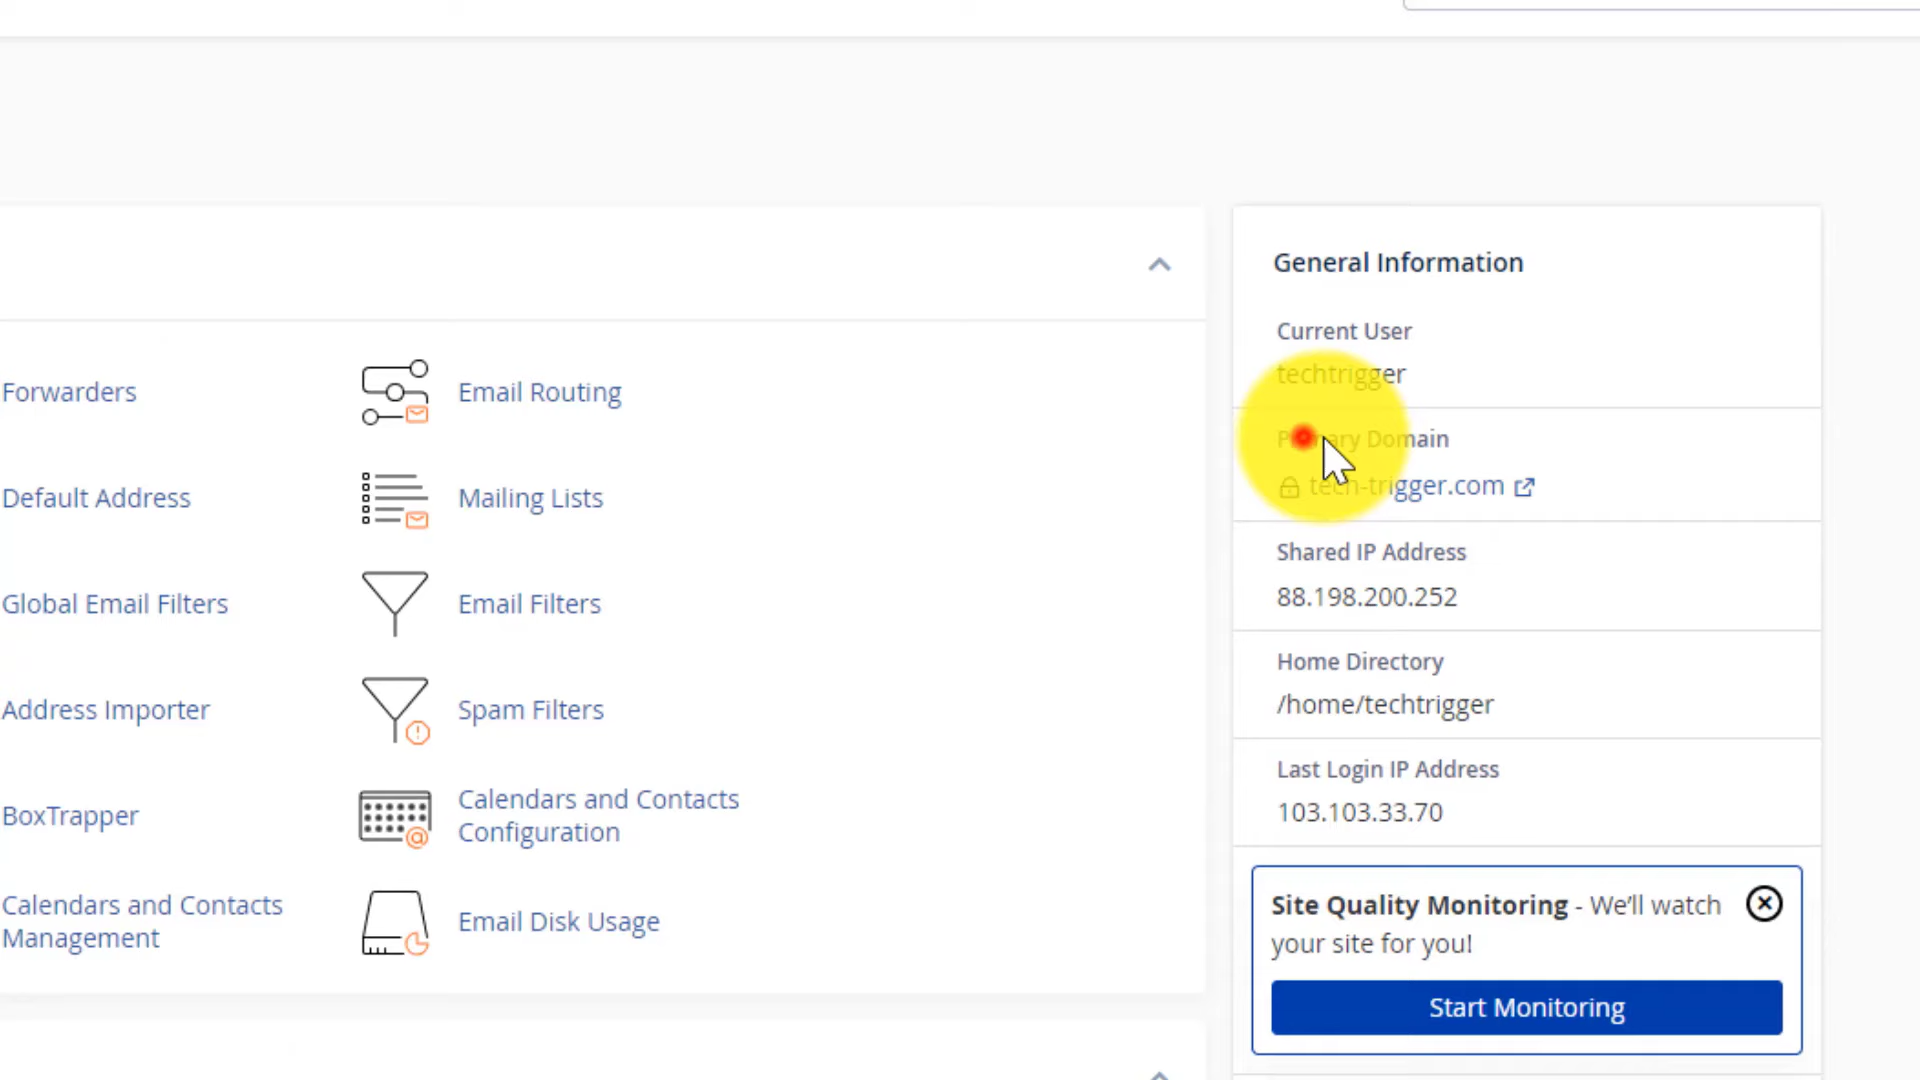 General Information
Current User
techtrigger
Primary Domain
tech-trigger.com
Shared IP Address
88.198.200.252
Home Directory
/home/techtrigger
Last Login IP Address
103.103.33.70
Site Quality Monitoring - We'll watch
your site for you!
Start Monitoring
Forwarders
Email Routing
Default Address
Mailing Lists
Global Email Filters
Email Filters
Address Importer
Spam Filters
BoxTrapper
Calendars and Contacts
Configuration
Calendars and Contacts
Management
Email Disk Usage